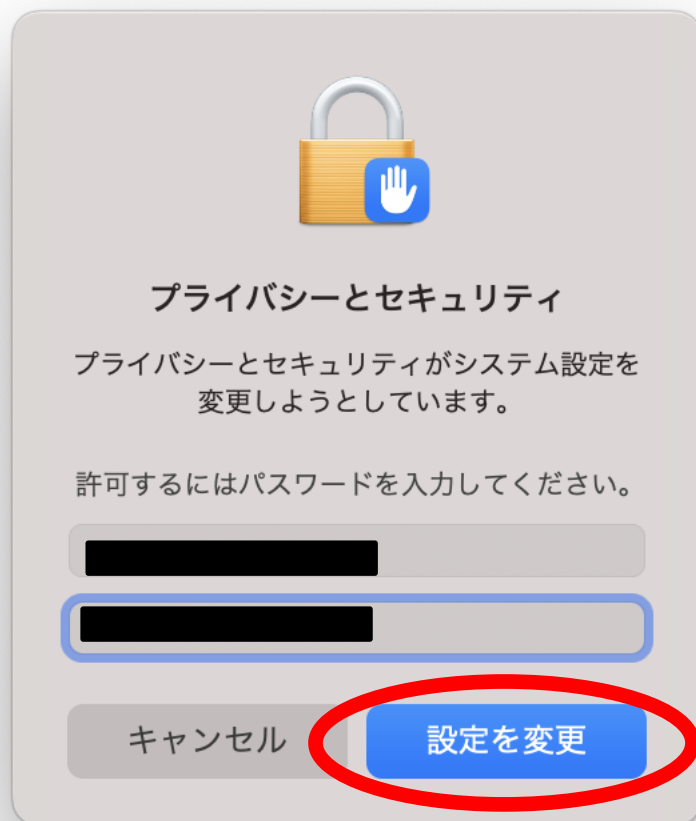 プライバシーとセキュリティ
プライバシーとセキュリティがシステム設定を
変更しようとしています。
許可するにはパスワードを入力してください。
キャンセル
設定を変更